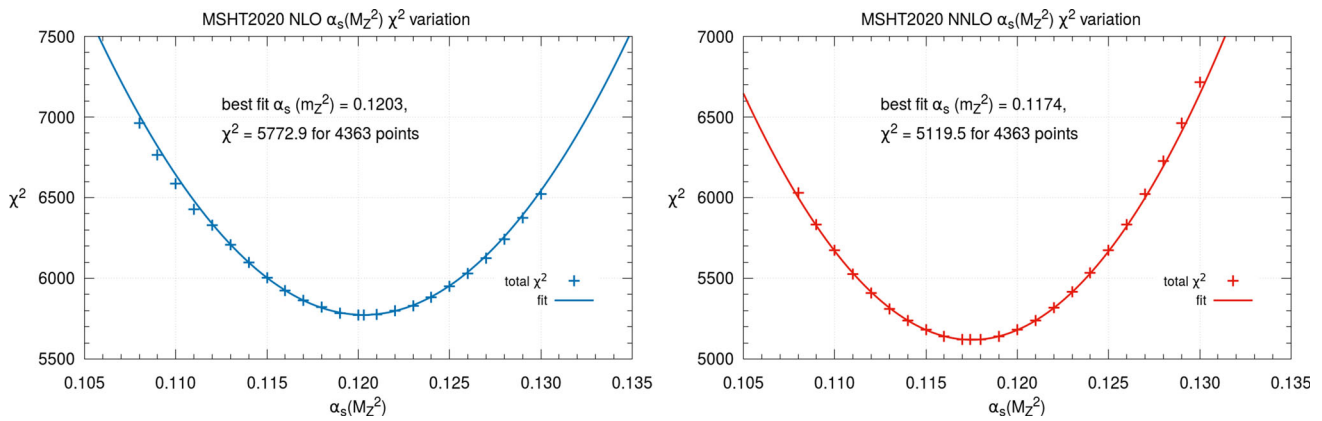 MSHT2020 NLO αs(MZ²) χ² variation
7500
7000
6500
6000
5500
χ²
best fit αs (mZ²) = 0.1203,
χ² = 5772.9 for 4363 points
total χ²
fit
0.105 0.110 0.115 0.120 0.125 0.130 0.135
αs(MZ²)
MSHT2020 NNLO αs(MZ²) χ² variation
7000
6500
6000
5500
5000
χ²
best fit αs (mZ²) = 0.1174,
χ² = 5119.5 for 4363 points
total χ²
fit
0.105 0.110 0.115 0.120 0.125 0.130 0.135
αs(MZ²)